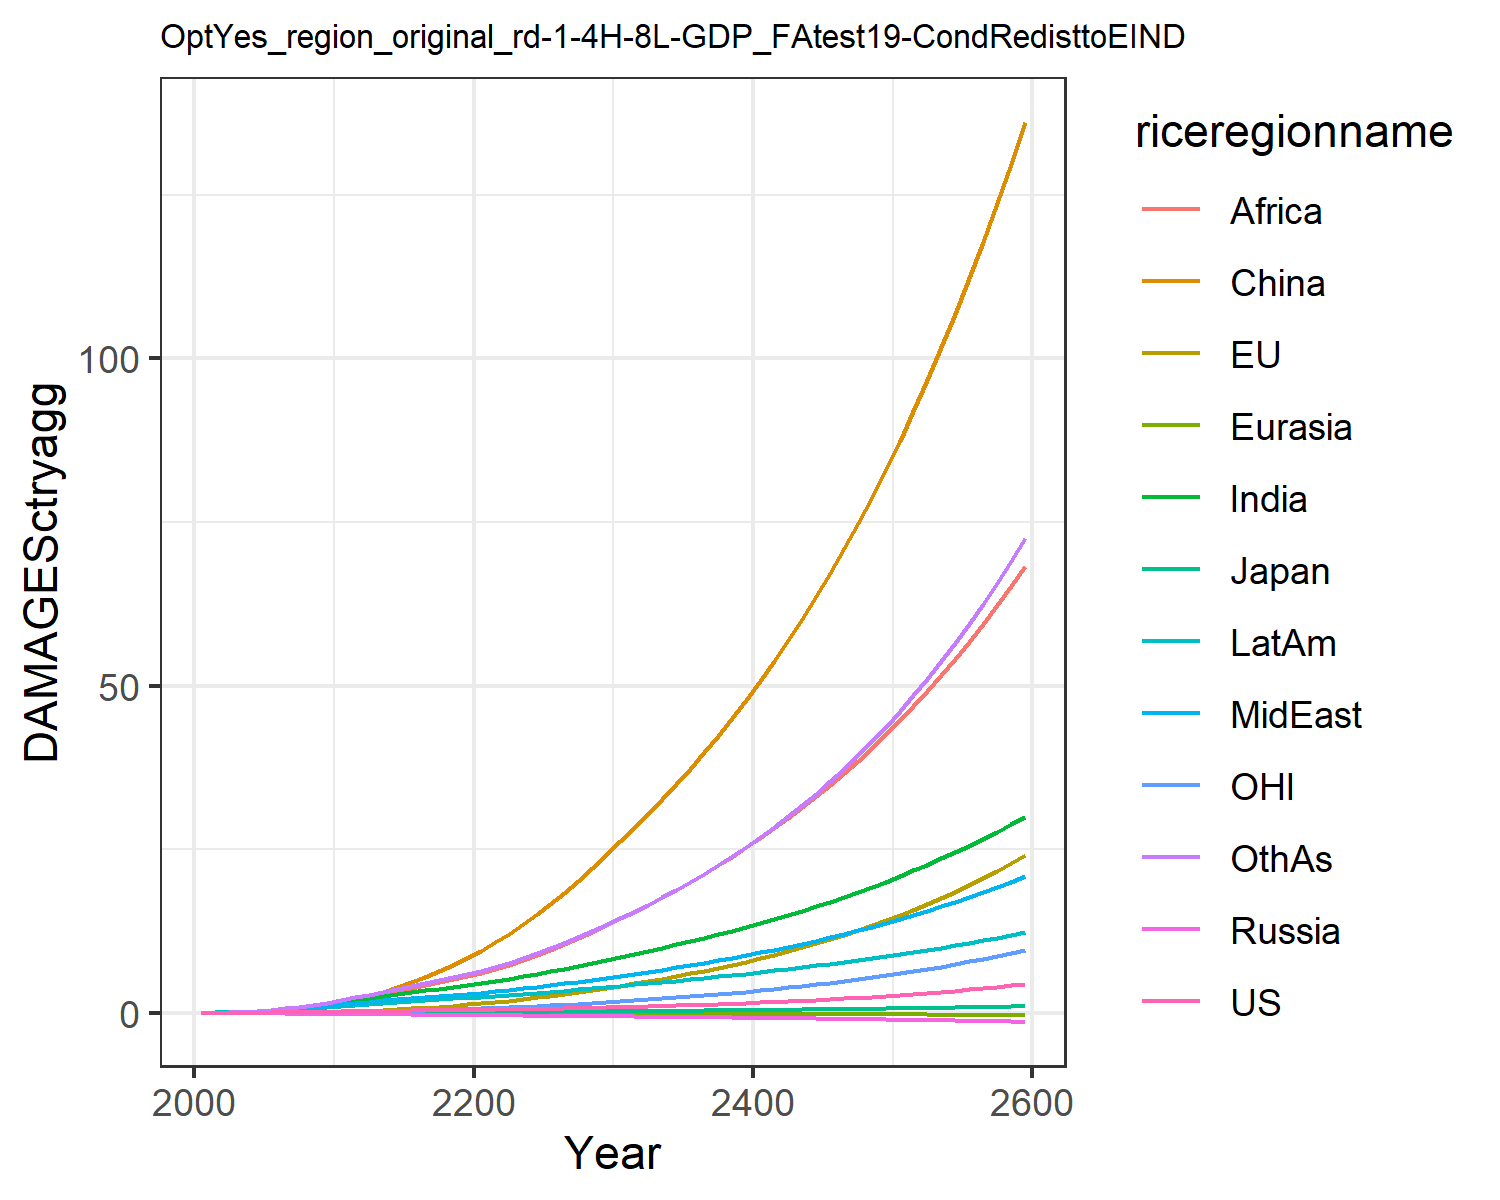 OptYes_region_original_rd-1-4H-8L-GDP_FAtest19-CondRedisttoEIND
DAMAGESctryagg
100
50
0
2000
2200
2400
2600
Year
riceregionname
Africa
China
EU
Eurasia
India
Japan
LatAm
MidEast
OHI
OthAs
Russia
US